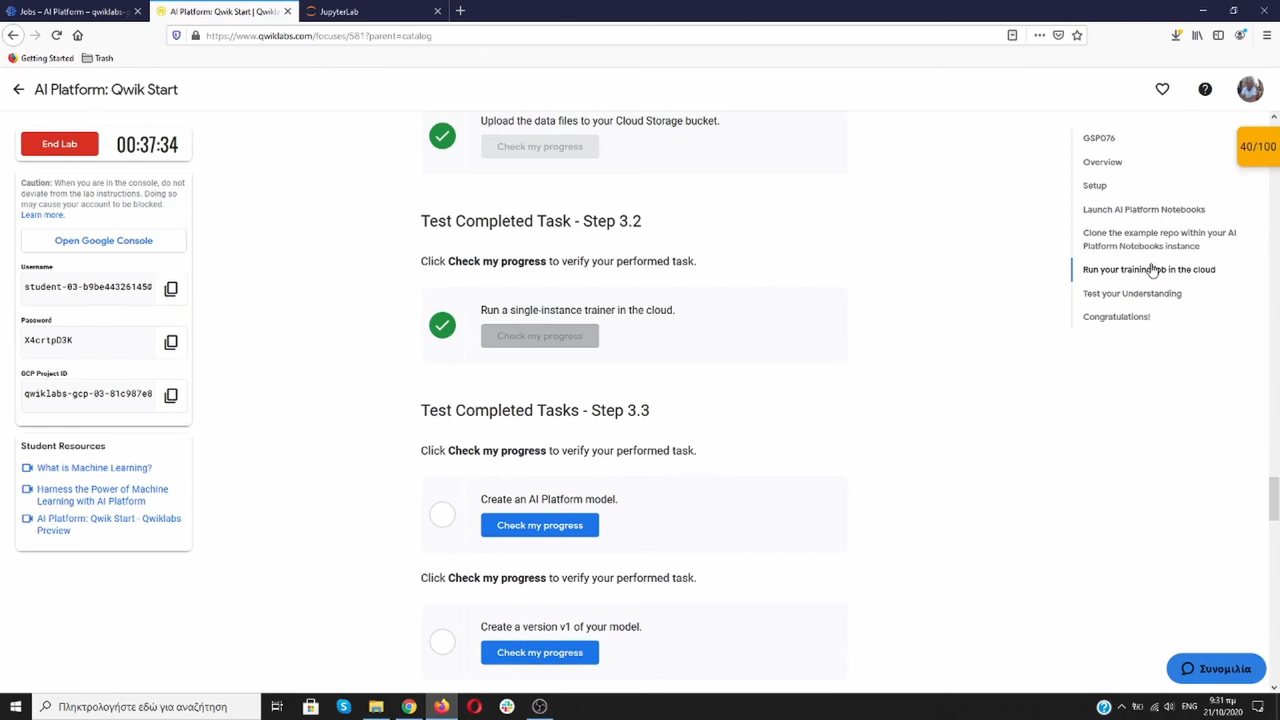 Jobs – AI Platform – qwiklabs-
AI Platform: Qwik Start | Qwikla
JupyterLab
https://www.qwiklabs.com/focuses/581?parent=catalog
Getting Started
Trash
AI Platform: Qwik Start
End Lab
00:37:34
Caution: When you are in the console, do not
deviate from the lab instructions. Doing so
may cause your account to be blocked.
Learn more.
Open Google Console
Username
student-03-b9be44326145@
Password
X4crtpD3K
GCP Project ID
qwiklabs-gcp-03-81c987e8
Student Resources
What is Machine Learning?
Harness the Power of Machine
Learning with AI Platform
AI Platform: Qwik Start - Qwiklabs
Preview
Upload the data files to your Cloud Storage bucket.
Check my progress
Test Completed Task - Step 3.2
Click Check my progress to verify your performed task.
Run a single-instance trainer in the cloud.
Check my progress
Test Completed Tasks - Step 3.3
Click Check my progress to verify your performed task.
Create an AI Platform model.
Check my progress
Click Check my progress to verify your performed task.
Create a version v1 of your model.
Check my progress
GSP076
Overview
Setup
Launch AI Platform Notebooks
Clone the example repo within your AI
Platform Notebooks instance
Run your training job in the cloud
Test your Understanding
Congratulations!
40/100
Συνομιλία
Πληκτρολογήστε εδώ για αναζήτηση
ΕΝΓ
9:31 πμ
21/10/2020